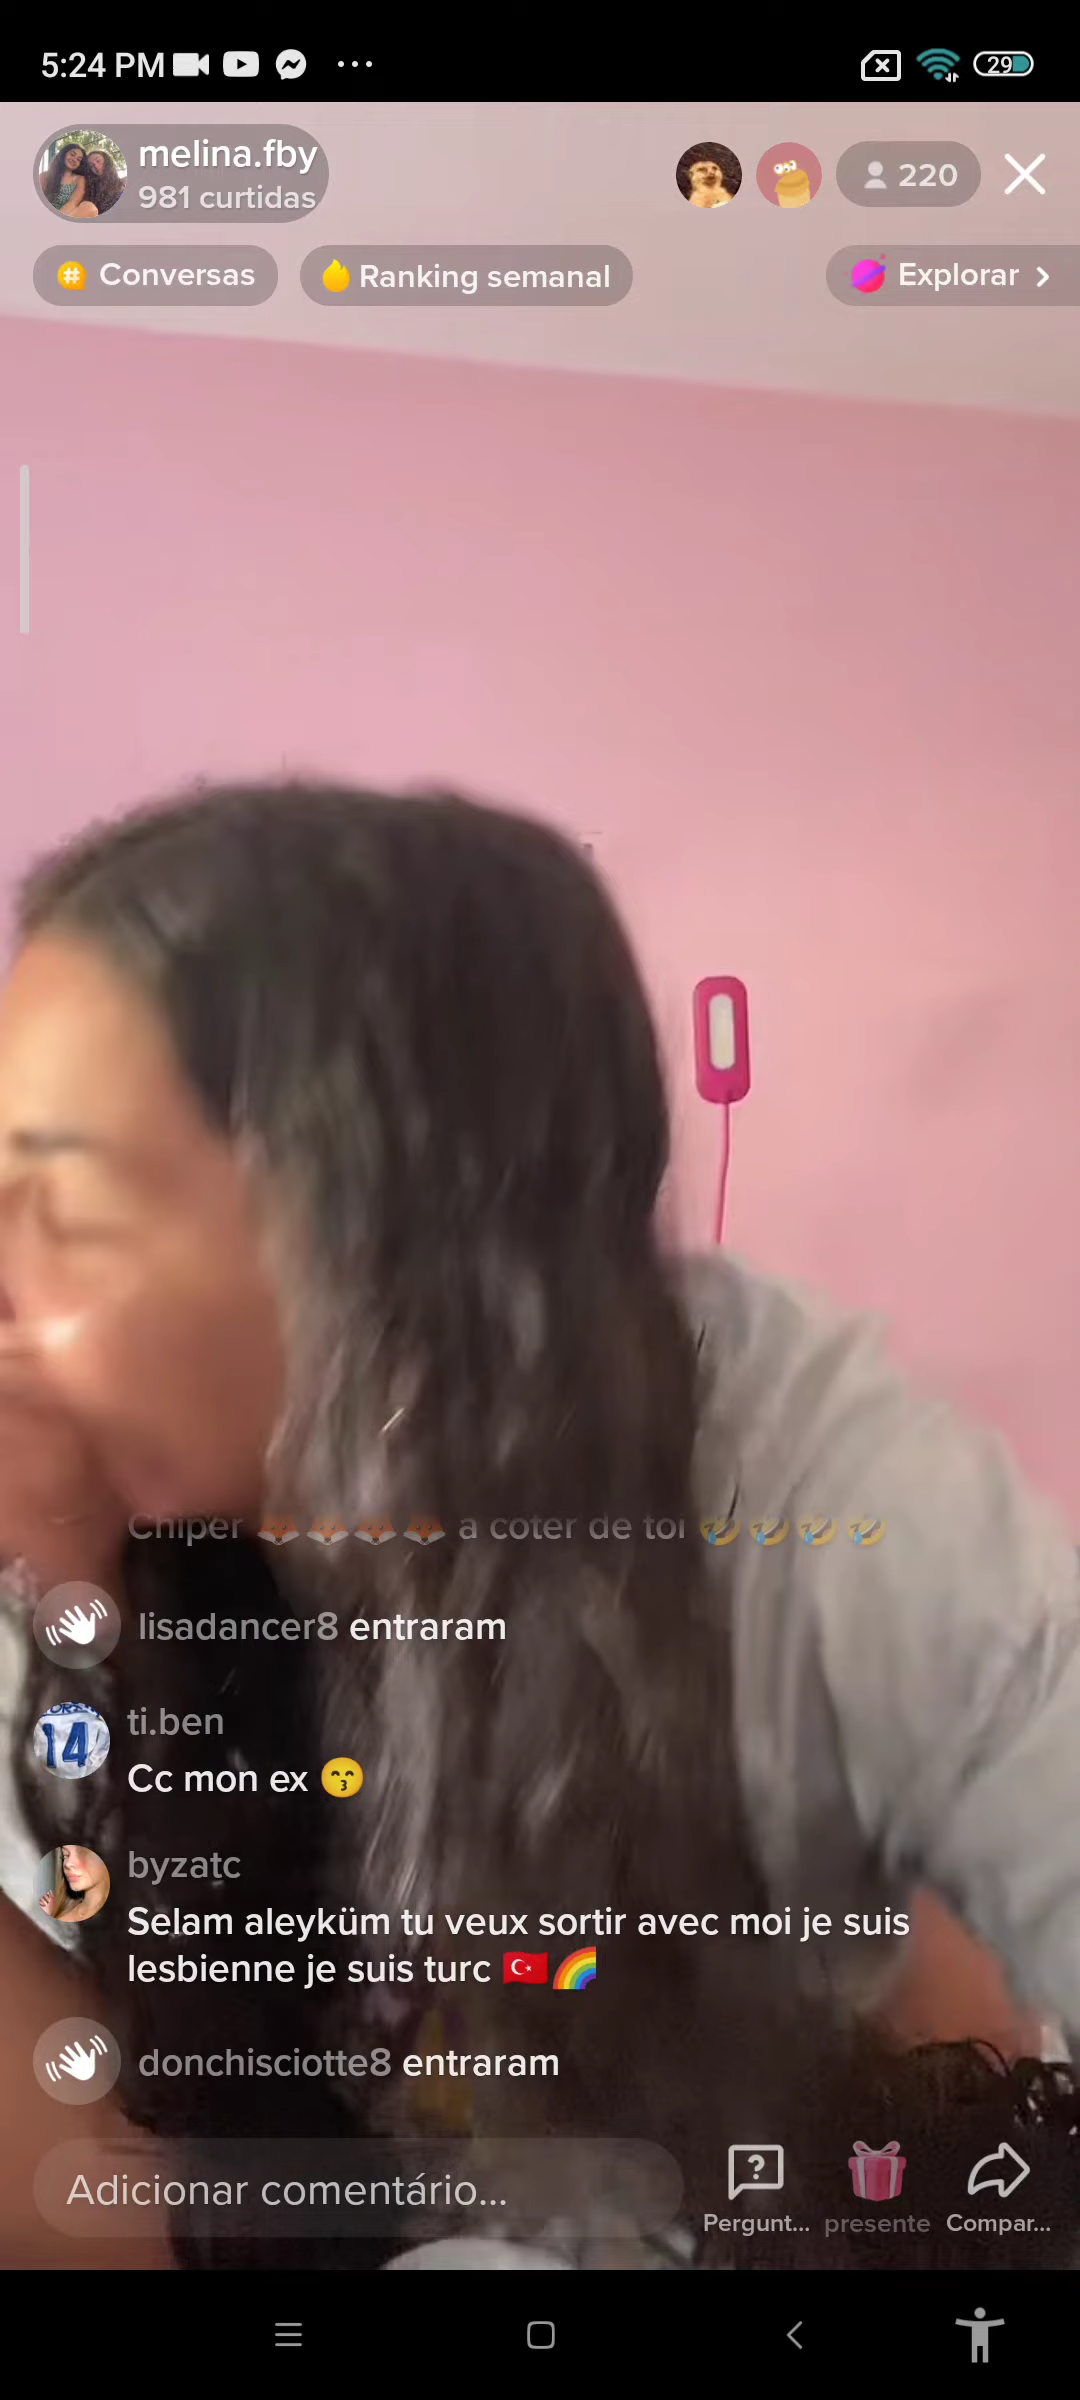 5:24 PM
29
melina.fby
981 curtidas
220
Conversas
Ranking semanal
Explorar
Chiper 🦊🦊🦊🦊 a coter de toi 🤣🤣🤣🤣
lisadancer8 entraram
14
ti.ben
Cc mon ex 😙
byzatc
Selam aleyküm tu veux sortir avec moi je suis
lesbienne je suis turc 🇹🇷🌈
donchisciotte8 entraram
Adicionar comentário...
Pergunt...
presente
Compar...